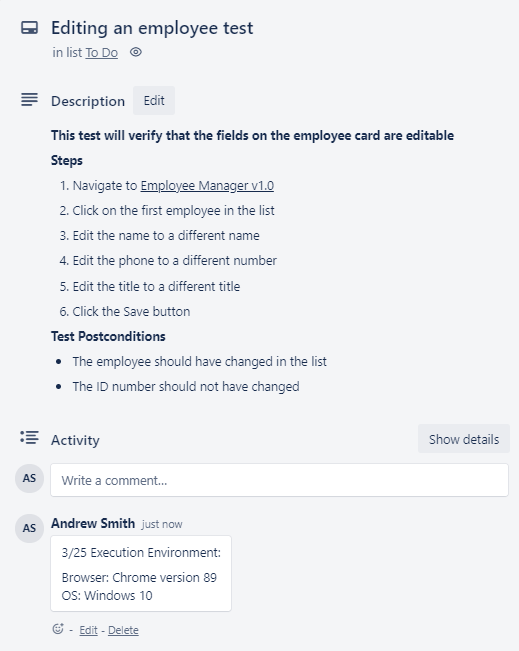 Editing an employee test
in list To Do
Description Edit
This test will verify that the fields on the employee card are editable
Steps
1. Navigate to Employee Manager v1.0
2. Click on the first employee in the list
3. Edit the name to a different name
4. Edit the phone to a different number
5. Edit the title to a different title
6. Click the Save button
Test Postconditions
• The employee should have changed in the list
• The ID number should not have changed
Activity Show details
AS Write a comment...
AS Andrew Smith just now
3/25 Execution Environment:
Browser: Chrome version 89
OS: Windows 10
- Edit - Delete